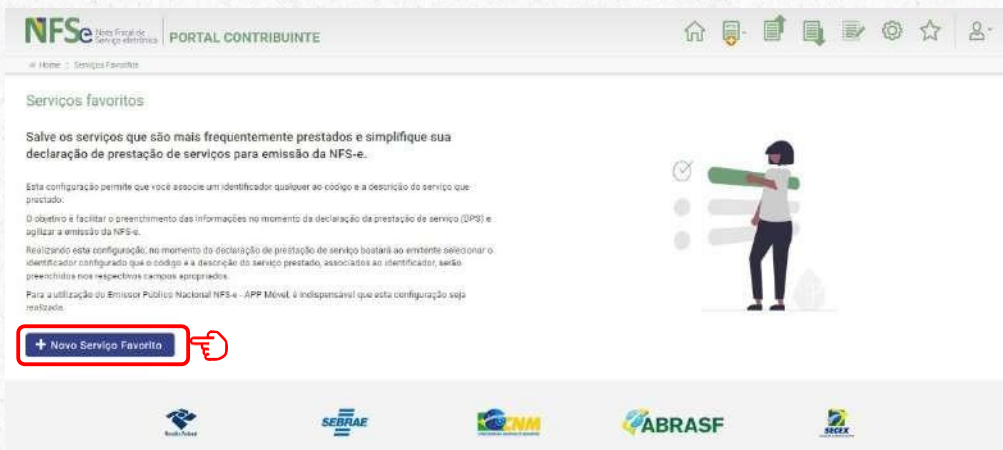 NFSe Nota Fiscal de Serviço eletrônica PORTAL CONTRIBUINTE
Home :: Serviços Favoritos
Serviços favoritos
Salve os serviços que são mais frequentemente prestados e simplifique sua
declaração de prestação de serviços para emissão da NFS-e.
Esta configuração permite que você associe um identificador qualquer ao código e a descrição do serviço que
prestado.
O objetivo é facilitar o preenchimento das informações no momento da declaração da prestação de serviço (DPS) e
agilizar a emissão da NFS-e.
Realizando esta configuração, no momento da declaração de prestação de serviço bastará ao emitente selecionar o
identificador configurado que o código e a descrição do serviço prestado, associados ao identificador, serão
preenchidos nos respectivos campos apropriados.
Para a utilização do Emissor Público Nacional NFS-e - APP Móvel, é indispensável que esta configuração seja
realizada.
+ Novo Serviço Favorito
Receita Federal SEBRAE CNM ABRASF SECEX